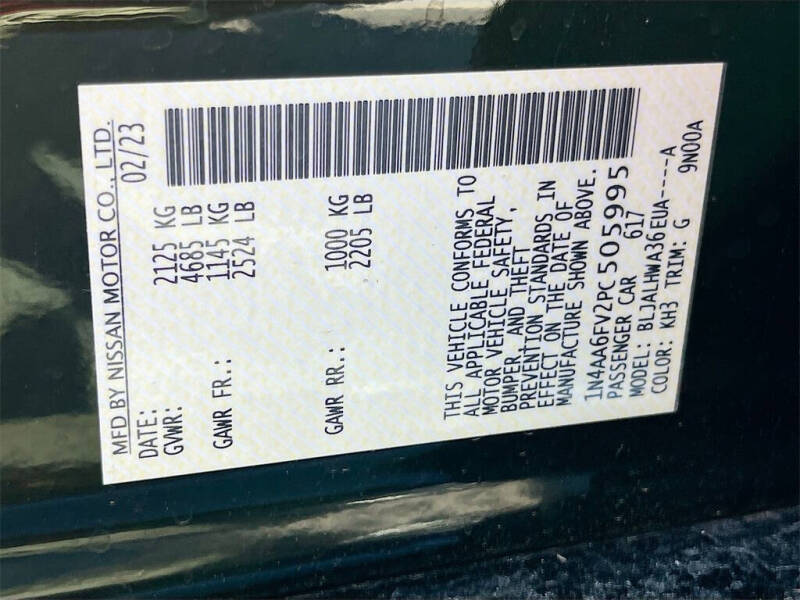 MFD BY NISSAN MOTOR CO., LTD.
DATE: 02/23
GVWR: 2125 KG
4685 LB
GAWR FR.: 1145 KG
2524 LB
GAWR RR.: 1000 KG
2205 LB
THIS VEHICLE CONFORMS TO
ALL APPLICABLE FEDERAL
MOTOR VEHICLE SAFETY,
BUMPER, AND THEFT
PREVENTION STANDARDS IN
EFFECT ON THE DATE OF
MANUFACTURE SHOWN ABOVE.
1N4AA6FV2PC505995
PASSENGER CAR 617
MODEL: BLJALHWA36EUA----A
COLOR: KH3 TRIM: G 9N00A